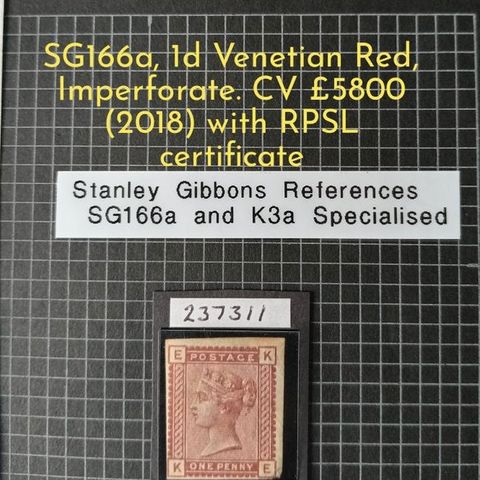 SG166a, 1d Venetian Red,
Imperforate. CV £5800
(2018) with RPSL
certificate
Stanley Gibbons References
SG166a and K3a Specialised
237311
E POSTAGE K
K ONE PENNY E